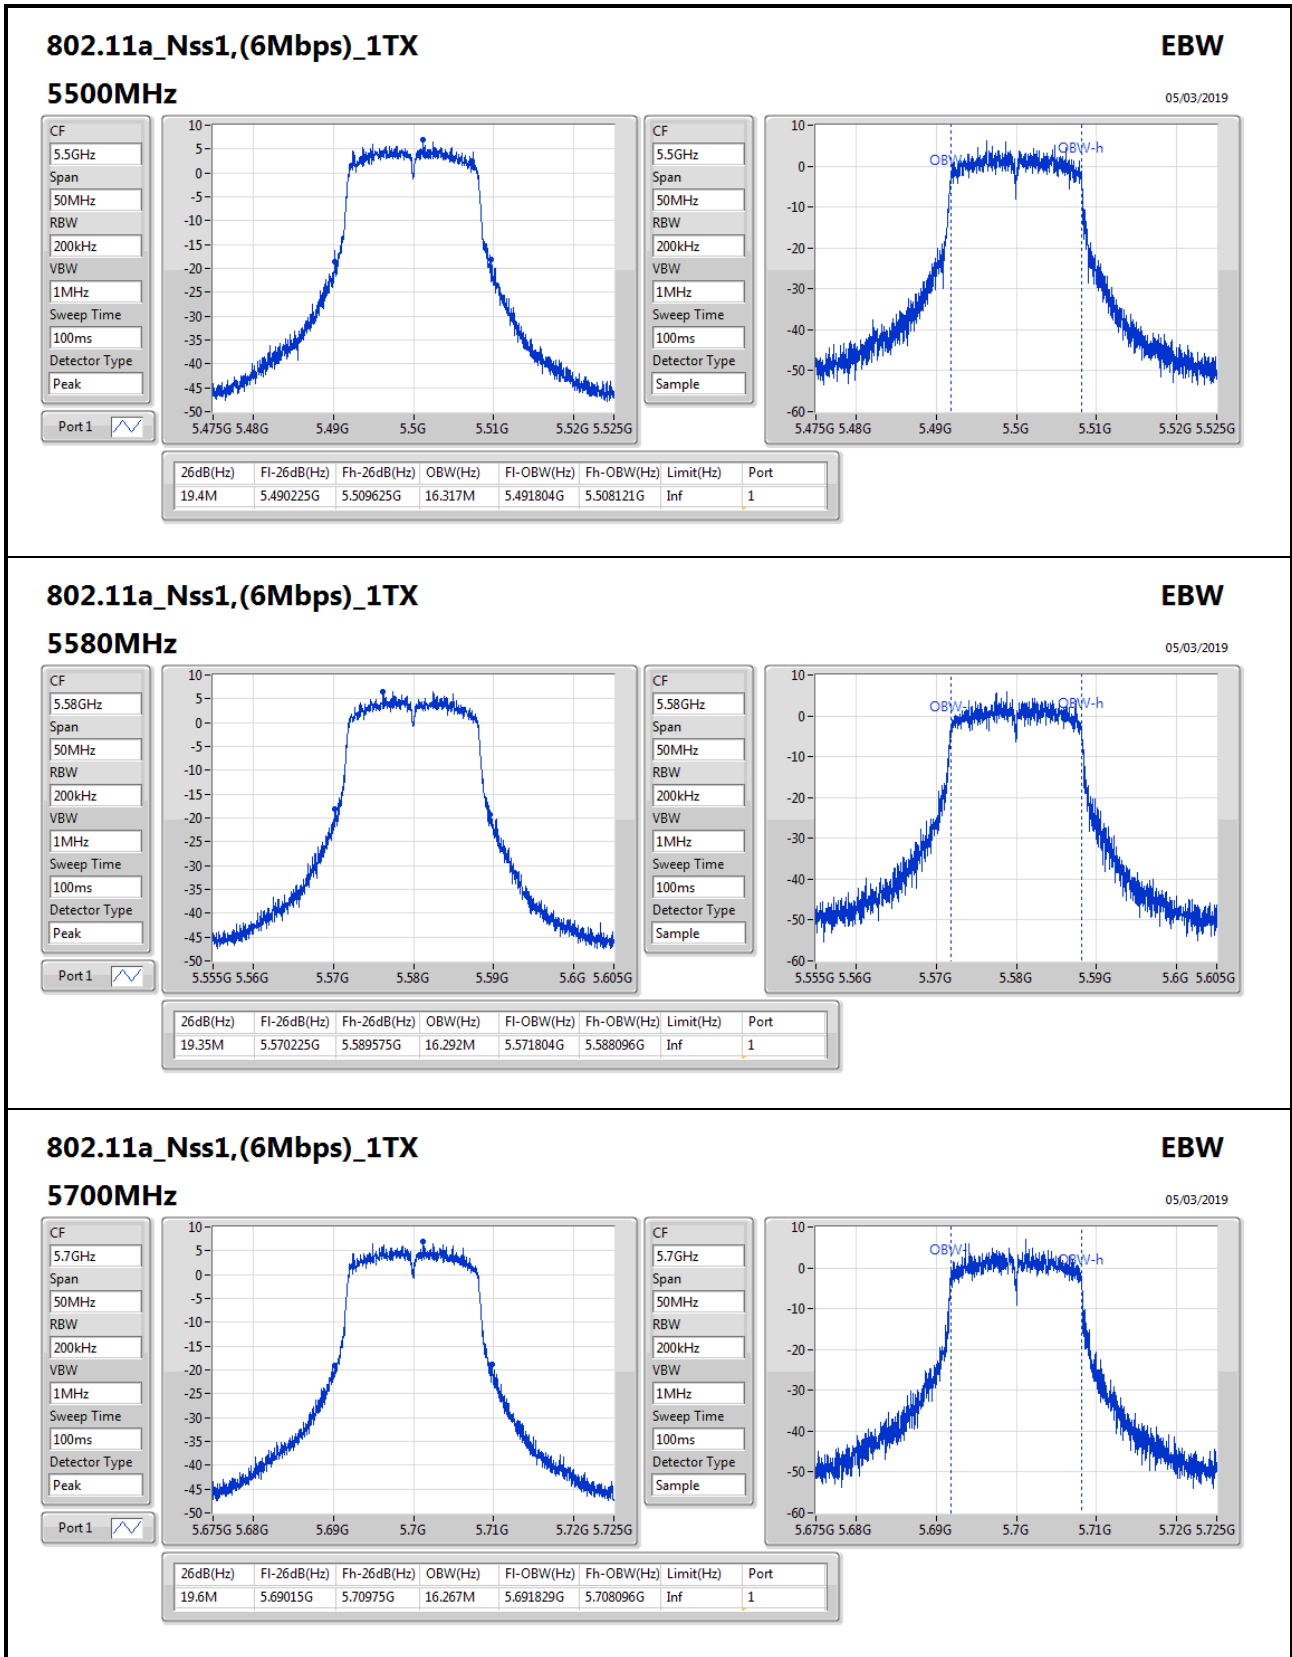 802.11a_Nss1,(6Mbps)_1TX EBW
5500MHz 05/03/2019
CF
5.5GHz
Span
50MHz
RBW
200kHz
VBW
1MHz
Sweep Time
100ms
Detector Type
Peak
Port 1
10
5
0
-5
-10
-15
-20
-25
-30
-35
-40
-45
-50
5.475G 5.48G 5.49G 5.5G 5.51G 5.52G 5.525G
CF
5.5GHz
Span
50MHz
RBW
200kHz
VBW
1MHz
Sweep Time
100ms
Detector Type
Sample
10
0
-10
-20
-30
-40
-50
-60
OBW-h
5.475G 5.48G 5.49G 5.5G 5.51G 5.52G 5.525G
26dB(Hz) Fl-26dB(Hz) Fh-26dB(Hz) OBW(Hz) Fl-OBW(Hz) Fh-OBW(Hz) Limit(Hz) Port
19.4M 5.490225G 5.509625G 16.317M 5.491804G 5.508121G Inf 1
802.11a_Nss1,(6Mbps)_1TX EBW
5580MHz 05/03/2019
CF
5.58GHz
Span
50MHz
RBW
200kHz
VBW
1MHz
Sweep Time
100ms
Detector Type
Peak
Port 1
10
5
0
-5
-10
-15
-20
-25
-30
-35
-40
-45
-50
5.555G 5.56G 5.57G 5.58G 5.59G 5.6G 5.605G
CF
5.58GHz
Span
50MHz
RBW
200kHz
VBW
1MHz
Sweep Time
100ms
Detector Type
Sample
10
0
-10
-20
-30
-40
-50
-60
OBW-l OBW-h
5.555G 5.56G 5.57G 5.58G 5.59G 5.6G 5.605G
26dB(Hz) Fl-26dB(Hz) Fh-26dB(Hz) OBW(Hz) Fl-OBW(Hz) Fh-OBW(Hz) Limit(Hz) Port
19.35M 5.570225G 5.589575G 16.292M 5.571804G 5.588096G Inf 1
802.11a_Nss1,(6Mbps)_1TX EBW
5700MHz 05/03/2019
CF
5.7GHz
Span
50MHz
RBW
200kHz
VBW
1MHz
Sweep Time
100ms
Detector Type
Peak
Port 1
10
5
0
-5
-10
-15
-20
-25
-30
-35
-40
-45
-50
5.675G 5.68G 5.69G 5.7G 5.71G 5.72G 5.725G
CF
5.7GHz
Span
50MHz
RBW
200kHz
VBW
1MHz
Sweep Time
100ms
Detector Type
Sample
10
0
-10
-20
-30
-40
-50
-60
OBW-l OBW-h
5.675G 5.68G 5.69G 5.7G 5.71G 5.72G 5.725G
26dB(Hz) Fl-26dB(Hz) Fh-26dB(Hz) OBW(Hz) Fl-OBW(Hz) Fh-OBW(Hz) Limit(Hz) Port
19.6M 5.69015G 5.70975G 16.267M 5.691829G 5.708096G Inf 1